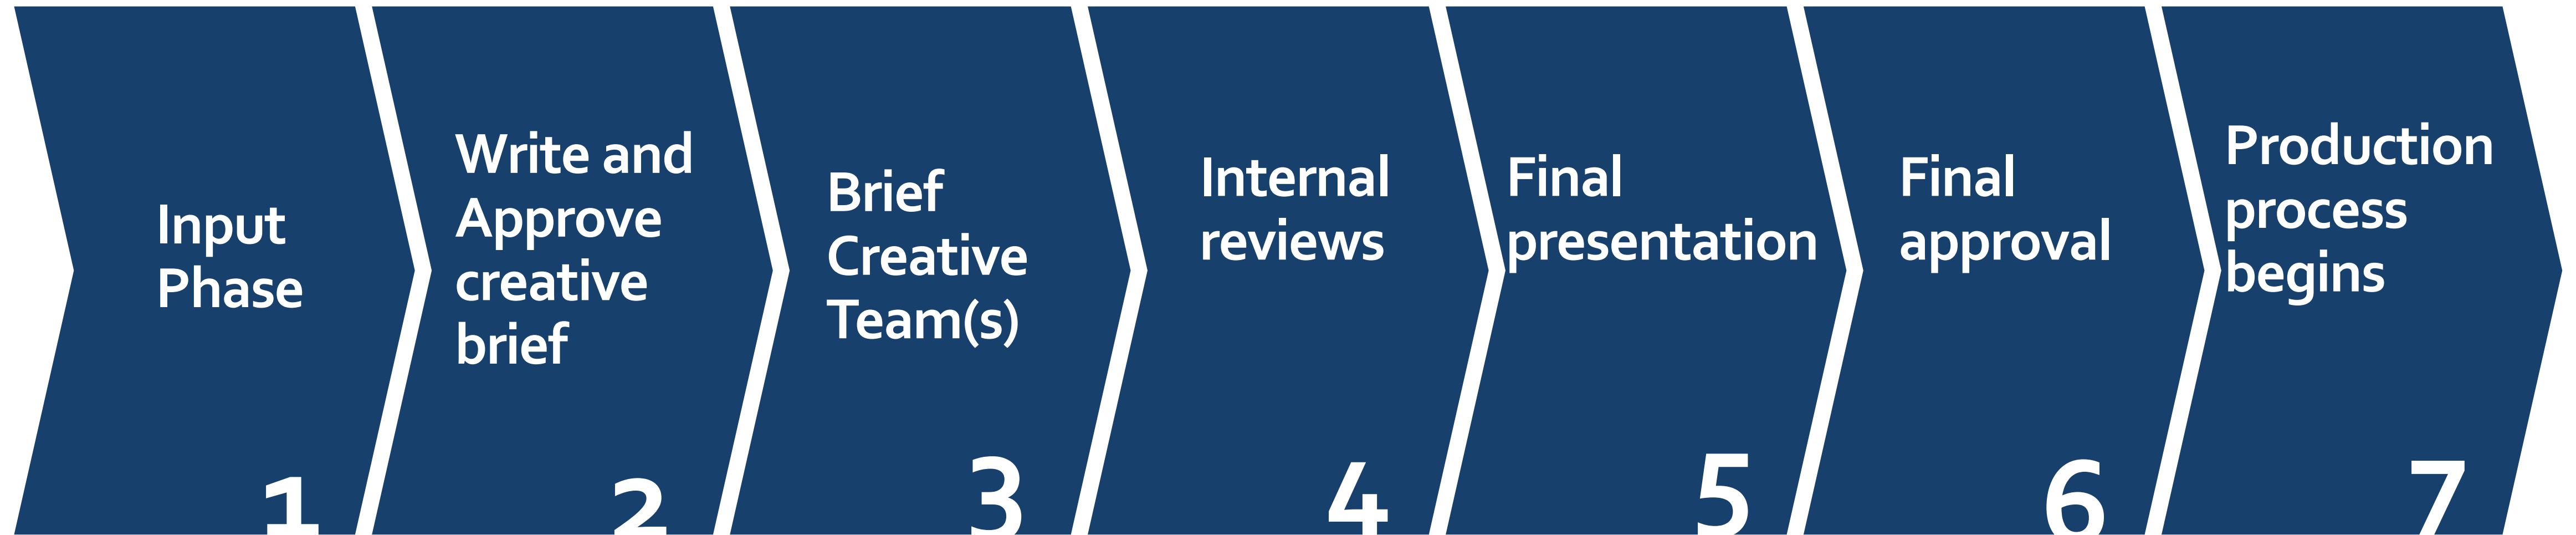 Input
Phase
1
Write and
Approve
creative
brief
2
Brief
Creative
Team(s)
3
Internal
reviews
4
Final
presentation
5
Final
approval
6
Production
process
begins
7